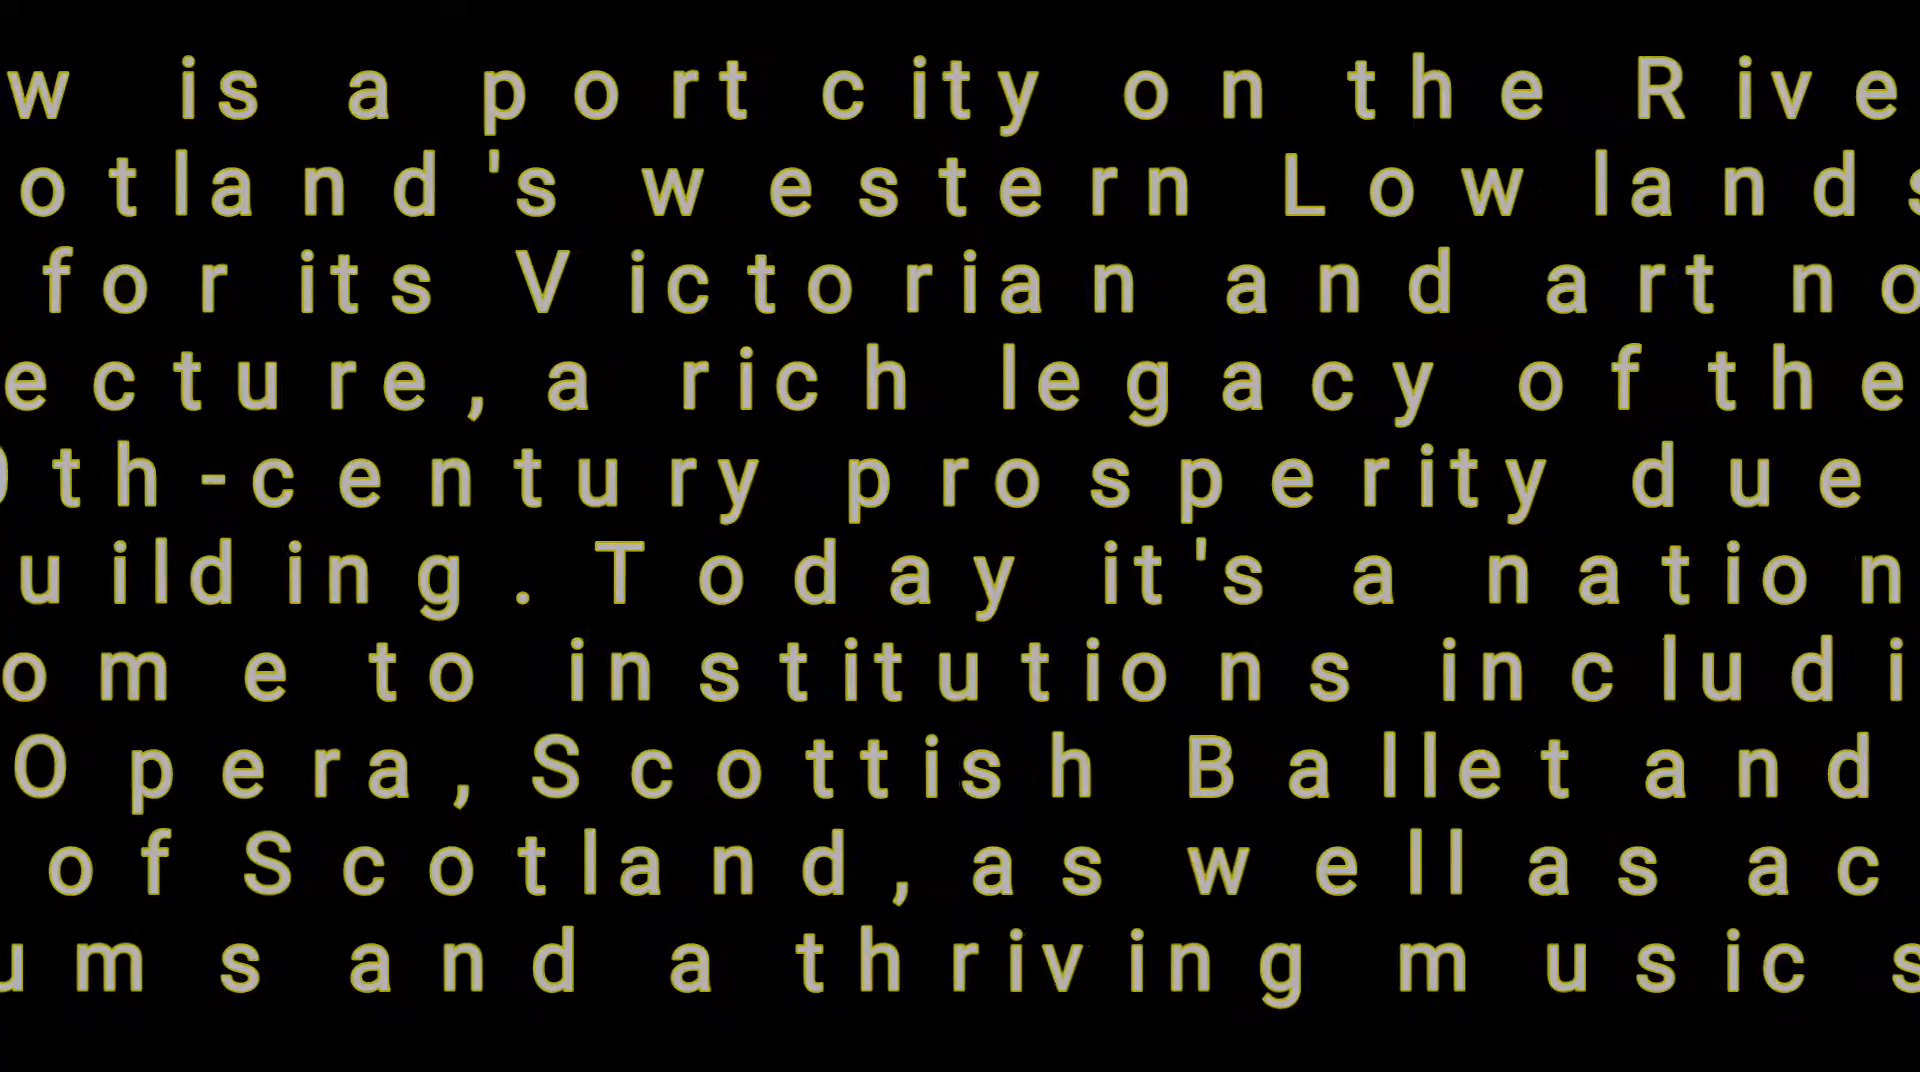 w is a port city on the Rive
otland's western Lowlands
for its Victorian and art no
ecture, a rich legacy of the
0th-century prosperity due
uilding. Today it's a nation
ome to institutions includi
Opera, Scottish Ballet and
of Scotland, as well as ac
ums and a thriving music s